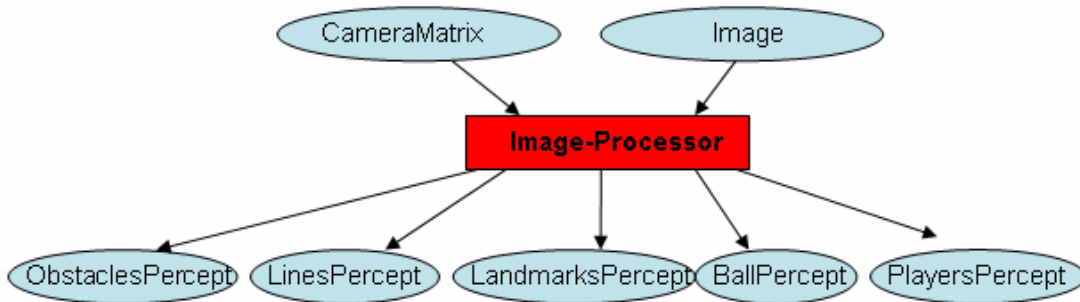 CameraMatrix
Image
Image-Processor
ObstaclesPercept
LinesPercept
LandmarksPercept
BallPercept
PlayersPercept